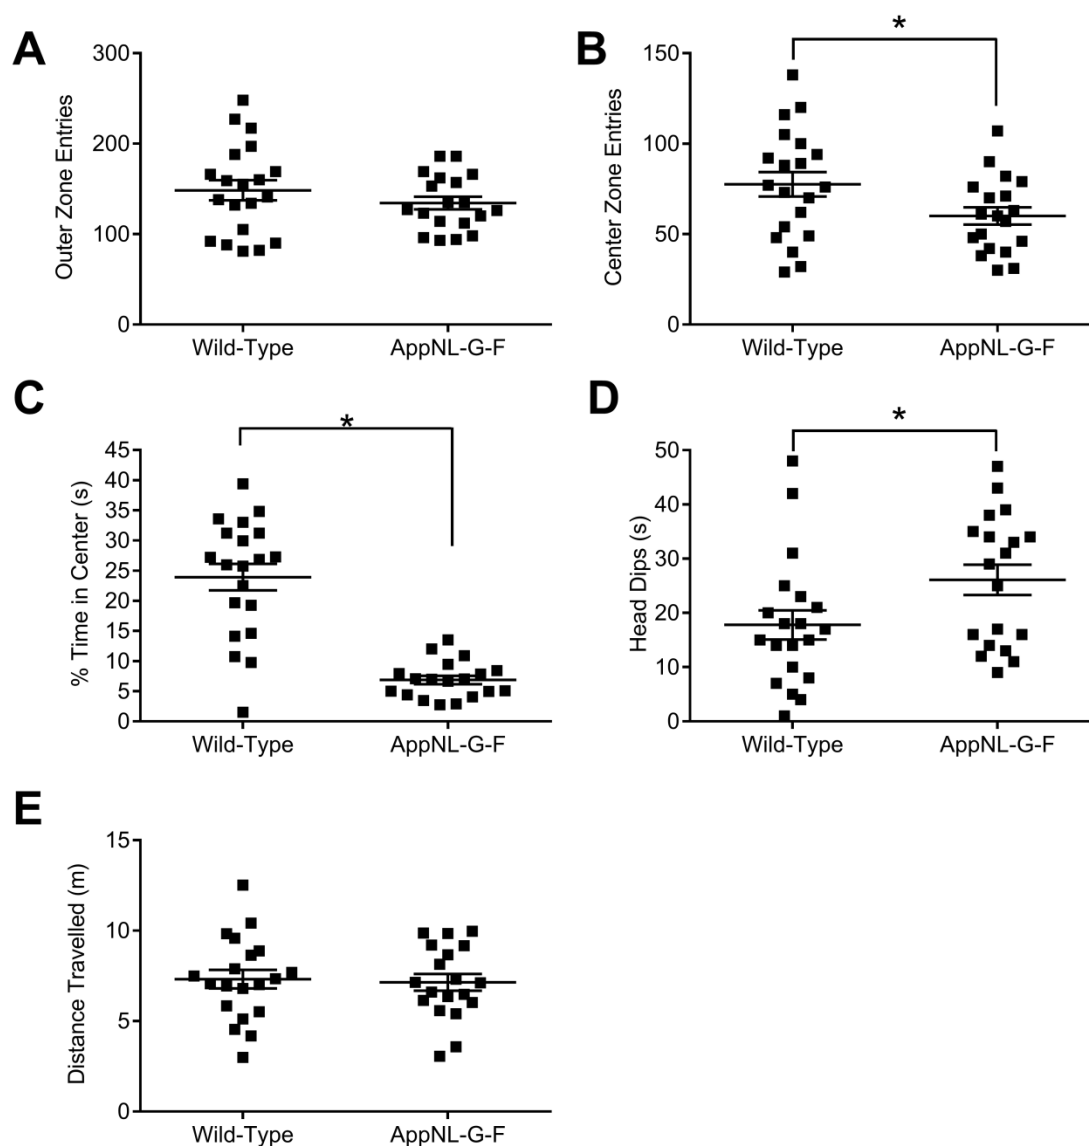 A
Outer Zone Entries
300
200
100
0
Wild-Type AppNL-G-F
B
Center Zone Entries
*
150
100
50
0
Wild-Type AppNL-G-F
C
% Time in Center (s)
*
45
40
35
30
25
20
15
10
5
0
Wild-Type AppNL-G-F
D
Head Dips (s)
*
50
40
30
20
10
0
Wild-Type AppNL-G-F
E
Distance Travelled (m)
15
10
5
0
Wild-Type AppNL-G-F